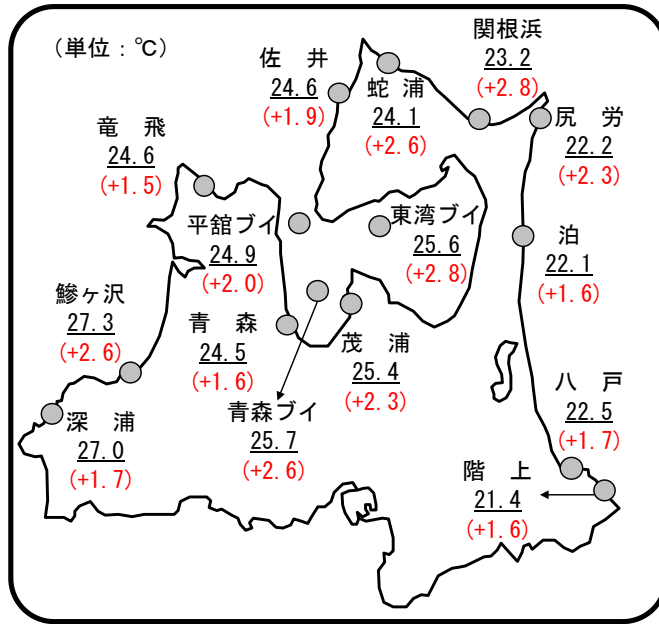 (単位：℃)
関根浜
23.2
(+2.8)
佐 井
24.6
(+1.9)
蛇 浦
24.1
(+2.6)
尻 労
22.2
(+2.3)
竜 飛
24.6
(+1.5)
平舘ブイ
24.9
(+2.0)
東湾ブイ
25.6
(+2.8)
泊
22.1
(+1.6)
鰺ヶ沢
27.3
(+2.6)
青 森
24.5
(+1.6)
茂 浦
25.4
(+2.3)
八 戸
22.5
(+1.7)
深 浦
27.0
(+1.7)
青森ブイ
25.7
(+2.6)
階 上
21.4
(+1.6)